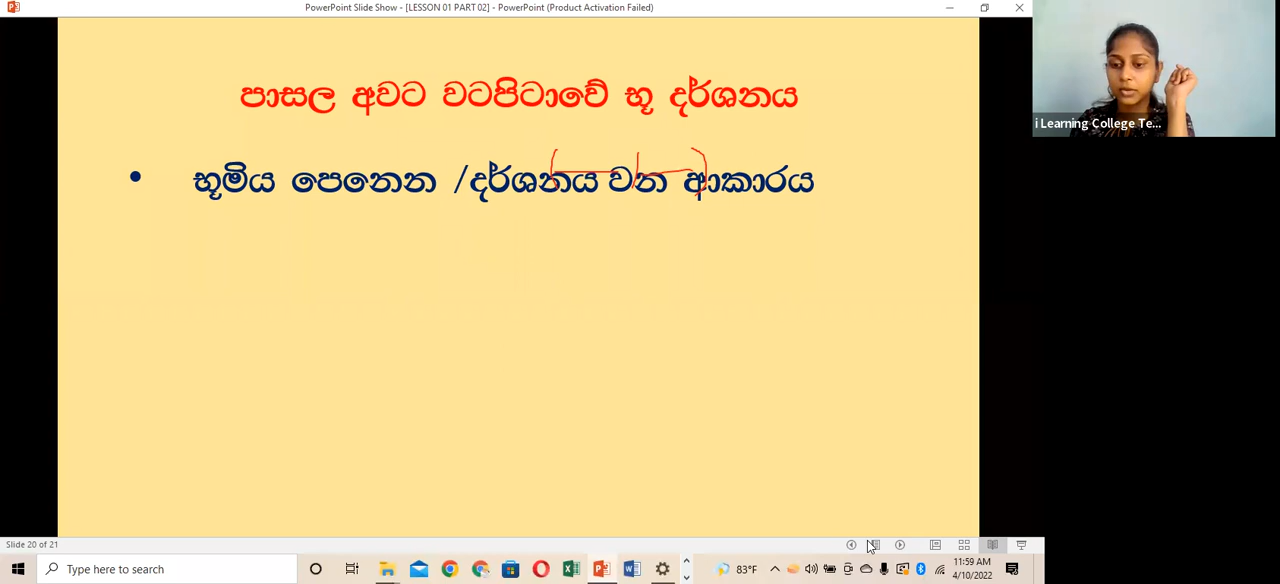 PowerPoint Slide Show - [LESSON 01 PART 02] - PowerPoint (Product Activation Failed)
පාසල අවට වටපිටාවේ භූ දර්ශනය
• භූමිය පෙනෙන /දර්ශනය වන ආකාරය
i Learning College Te...
Slide 20 of 21
Type here to search
83°F
11:59 AM
4/10/2022